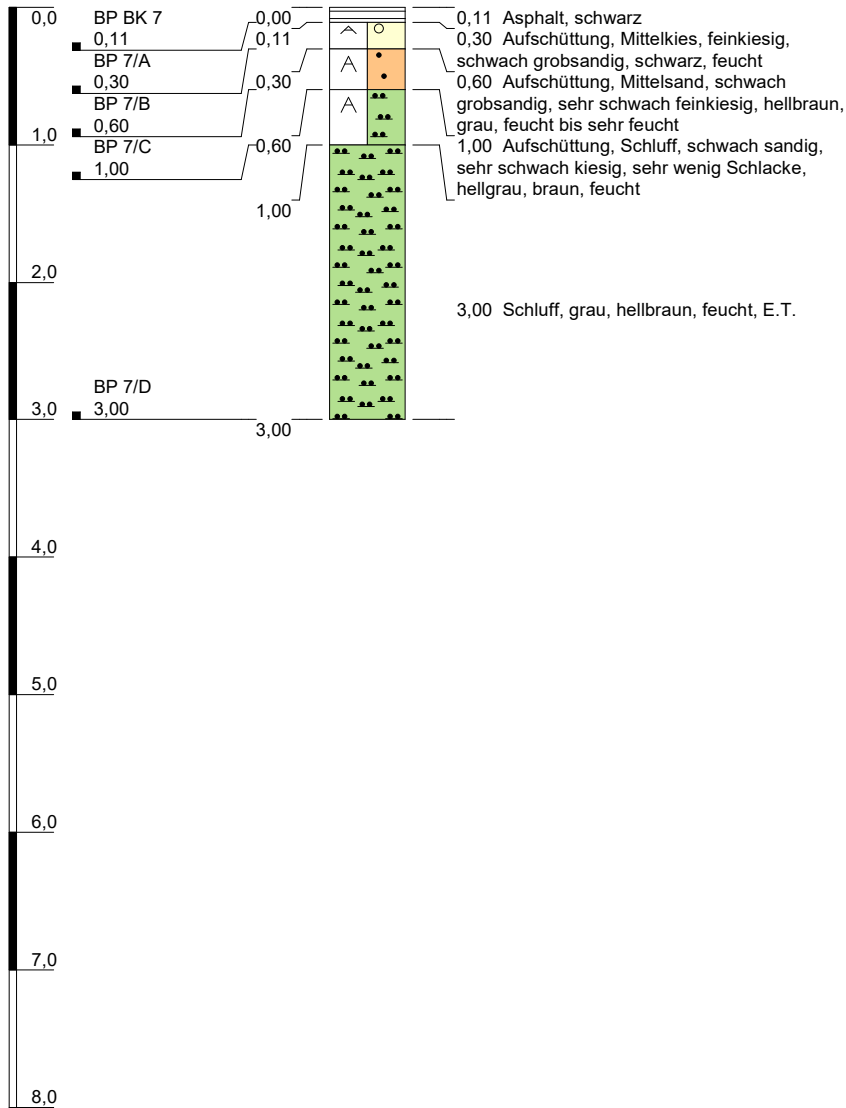 0,0
1,0
2,0
3,0
4,0
5,0
6,0
7,0
8,0
BP BK 7
0,11
BP 7/A
0,30
BP 7/B
0,60
BP 7/C
1,00
BP 7/D
3,00
0,00
0,11
0,30
0,60
1,00
3,00
A
A
A
0,11 Asphalt, schwarz
0,30 Aufschüttung, Mittelkies, feinkiesig,
schwach grobsandig, schwarz, feucht
0,60 Aufschüttung, Mittelsand, schwach
grobsandig, sehr schwach feinkiesig, hellbraun,
grau, feucht bis sehr feucht
1,00 Aufschüttung, Schluff, schwach sandig,
sehr schwach kiesig, sehr wenig Schlacke,
hellgrau, braun, feucht
3,00 Schluff, grau, hellbraun, feucht, E.T.